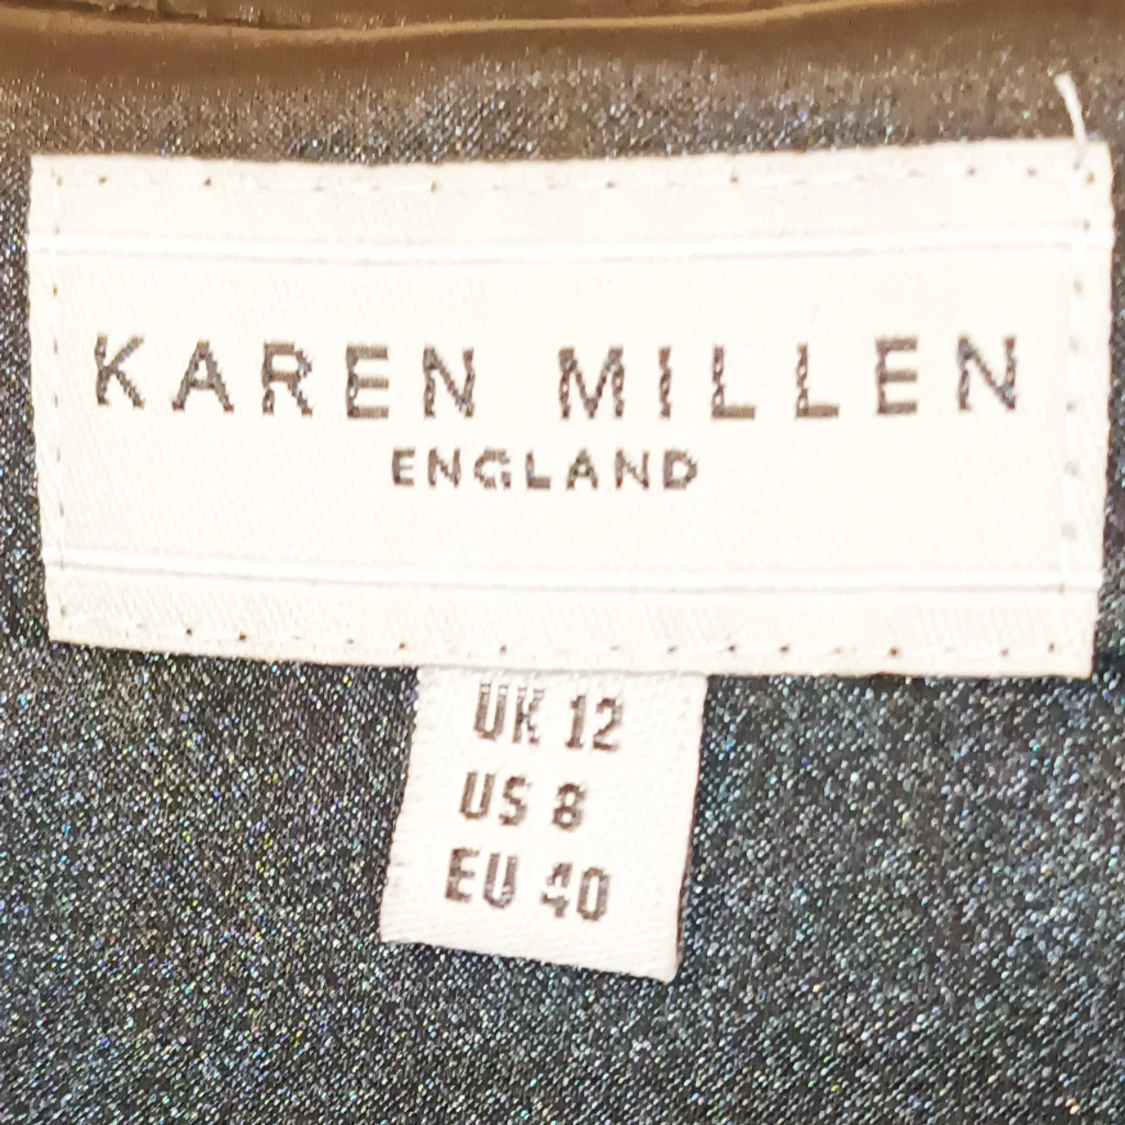 KAREN MILLEN
ENGLAND
UK 12
US 8
EU 40